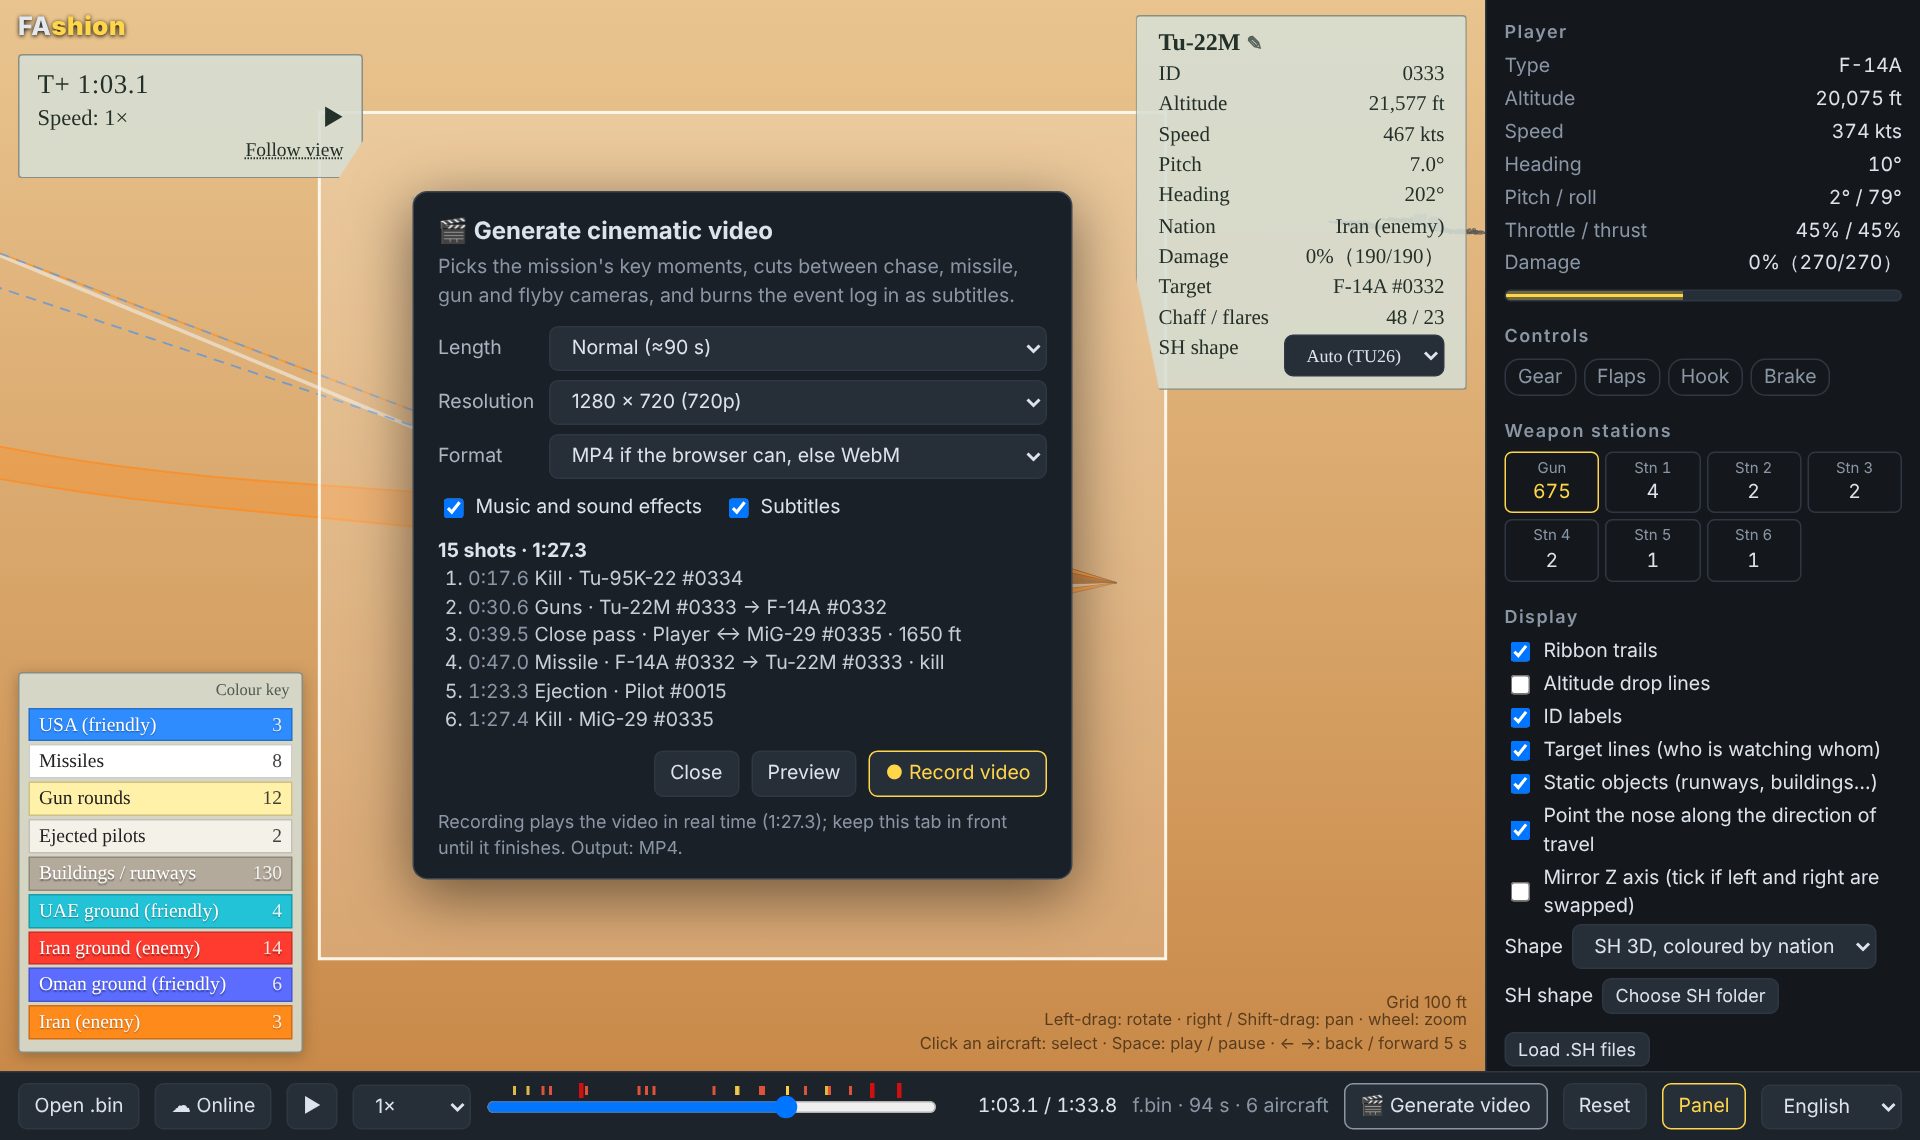 FAshion
T+ 1:03.1
Speed: 1×
Follow view
Tu-22M ✎
ID 0333
Altitude 21,577 ft
Speed 467 kts
Pitch 7.0°
Heading 202°
Nation Iran (enemy)
Damage 0% (190/190)
Target F-14A #0332
Chaff / flares 48 / 23
SH shape Auto (TU26)
Generate cinematic video
Picks the mission's key moments, cuts between chase, missile,
gun and flyby cameras, and burns the event log in as subtitles.
Length Normal (≈90 s)
Resolution 1280 × 720 (720p)
Format MP4 if the browser can, else WebM
Music and sound effects Subtitles
15 shots · 1:27.3
1. 0:17.6 Kill · Tu-95K-22 #0334
2. 0:30.6 Guns · Tu-22M #0333 → F-14A #0332
3. 0:39.5 Close pass · Player ↔ MiG-29 #0335 · 1650 ft
4. 0:47.0 Missile · F-14A #0332 → Tu-22M #0333 · kill
5. 1:23.3 Ejection · Pilot #0015
6. 1:27.4 Kill · MiG-29 #0335
Close Preview Record video
Recording plays the video in real time (1:27.3); keep this tab in front
until it finishes. Output: MP4.
Colour key
USA (friendly) 3
Missiles 8
Gun rounds 12
Ejected pilots 2
Buildings / runways 130
UAE ground (friendly) 4
Iran ground (enemy) 14
Oman ground (friendly) 6
Iran (enemy) 3
Grid 100 ft
Left-drag: rotate · right / Shift-drag: pan · wheel: zoom
Click an aircraft: select · Space: play / pause · ← →: back / forward 5 s
Player
Type F-14A
Altitude 20,075 ft
Speed 374 kts
Heading 10°
Pitch / roll 2° / 79°
Throttle / thrust 45% / 45%
Damage 0% (270/270)
Controls
Gear Flaps Hook Brake
Weapon stations
Gun Stn 1 Stn 2 Stn 3
675 4 2 2
Stn 4 Stn 5 Stn 6
2 1 1
Display
Ribbon trails
Altitude drop lines
ID labels
Target lines (who is watching whom)
Static objects (runways, buildings...)
Point the nose along the direction of
travel
Mirror Z axis (tick if left and right are
swapped)
Shape SH 3D, coloured by nation
SH shape Choose SH folder
Load .SH files
Open .bin Online 1× 1:03.1 / 1:33.8 f.bin · 94 s · 6 aircraft Generate video Reset Panel English